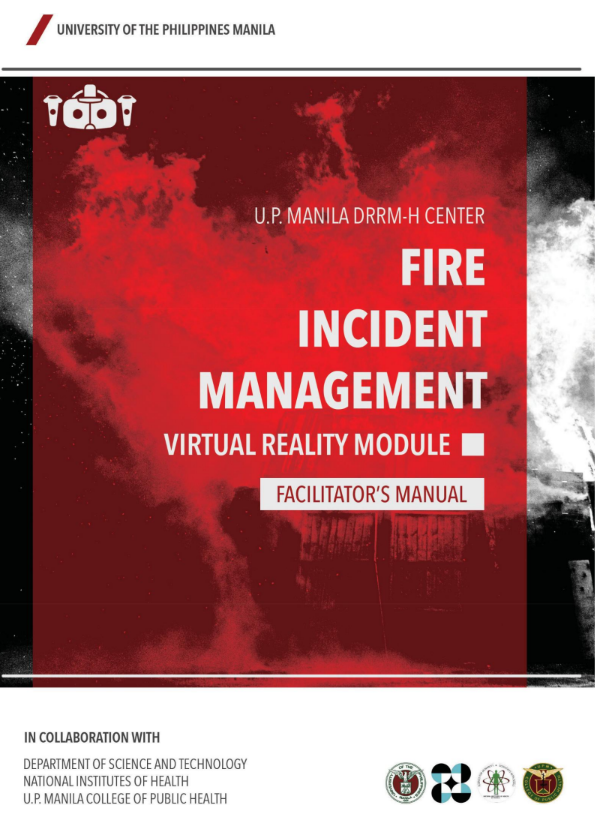 UNIVERSITY OF THE PHILIPPINES MANILA
U.P. MANILA DRRM-H CENTER
FIRE
INCIDENT
MANAGEMENT
VIRTUAL REALITY MODULE
FACILITATOR'S MANUAL
IN COLLABORATION WITH
DEPARTMENT OF SCIENCE AND TECHNOLOGY
NATIONAL INSTITUTES OF HEALTH
U.P. MANILA COLLEGE OF PUBLIC HEALTH